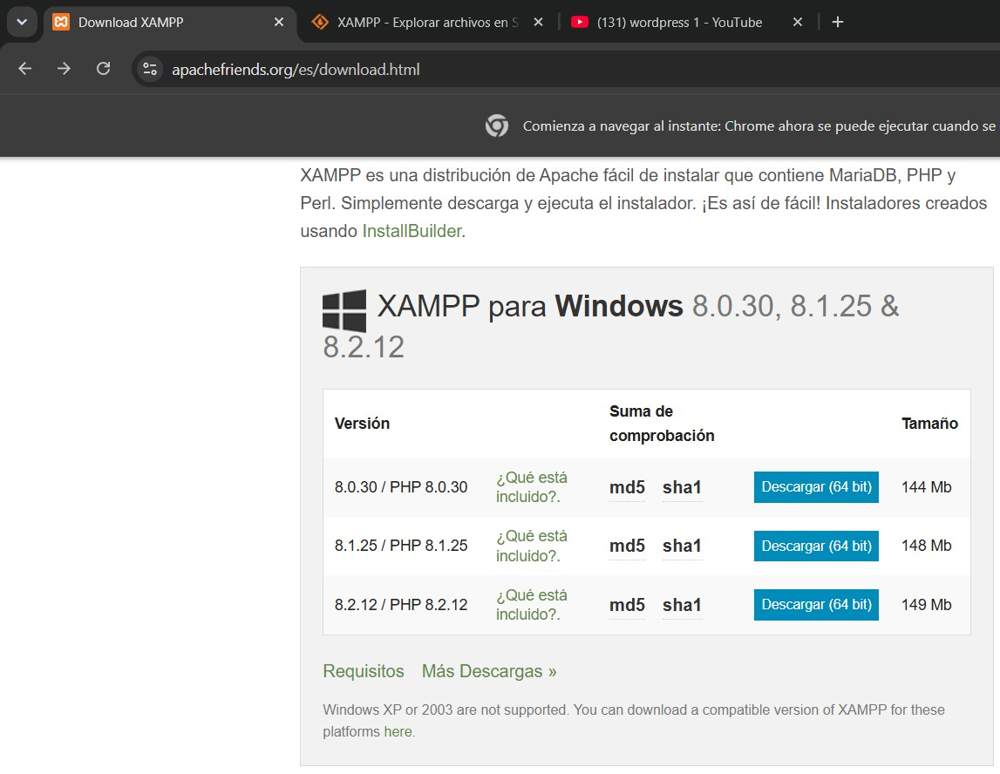 Download XAMPP
XAMPP - Explorar archivos en S
(131) wordpress 1 - YouTube
apachefriends.org/es/download.html
Comienza a navegar al instante: Chrome ahora se puede ejecutar cuando se
XAMPP es una distribución de Apache fácil de instalar que contiene MariaDB, PHP y
Perl. Simplemente descarga y ejecuta el instalador. ¡Es así de fácil! Instaladores creados
usando InstallBuilder.
XAMPP para Windows 8.0.30, 8.1.25 &
8.2.12
Versión
Suma de
comprobación
Tamaño
8.0.30 / PHP 8.0.30
¿Qué está
incluido?.
md5 sha1
Descargar (64 bit)
144 Mb
8.1.25 / PHP 8.1.25
¿Qué está
incluido?.
md5 sha1
Descargar (64 bit)
148 Mb
8.2.12 / PHP 8.2.12
¿Qué está
incluido?.
md5 sha1
Descargar (64 bit)
149 Mb
Requisitos Más Descargas »
Windows XP or 2003 are not supported. You can download a compatible version of XAMPP for these
platforms here.